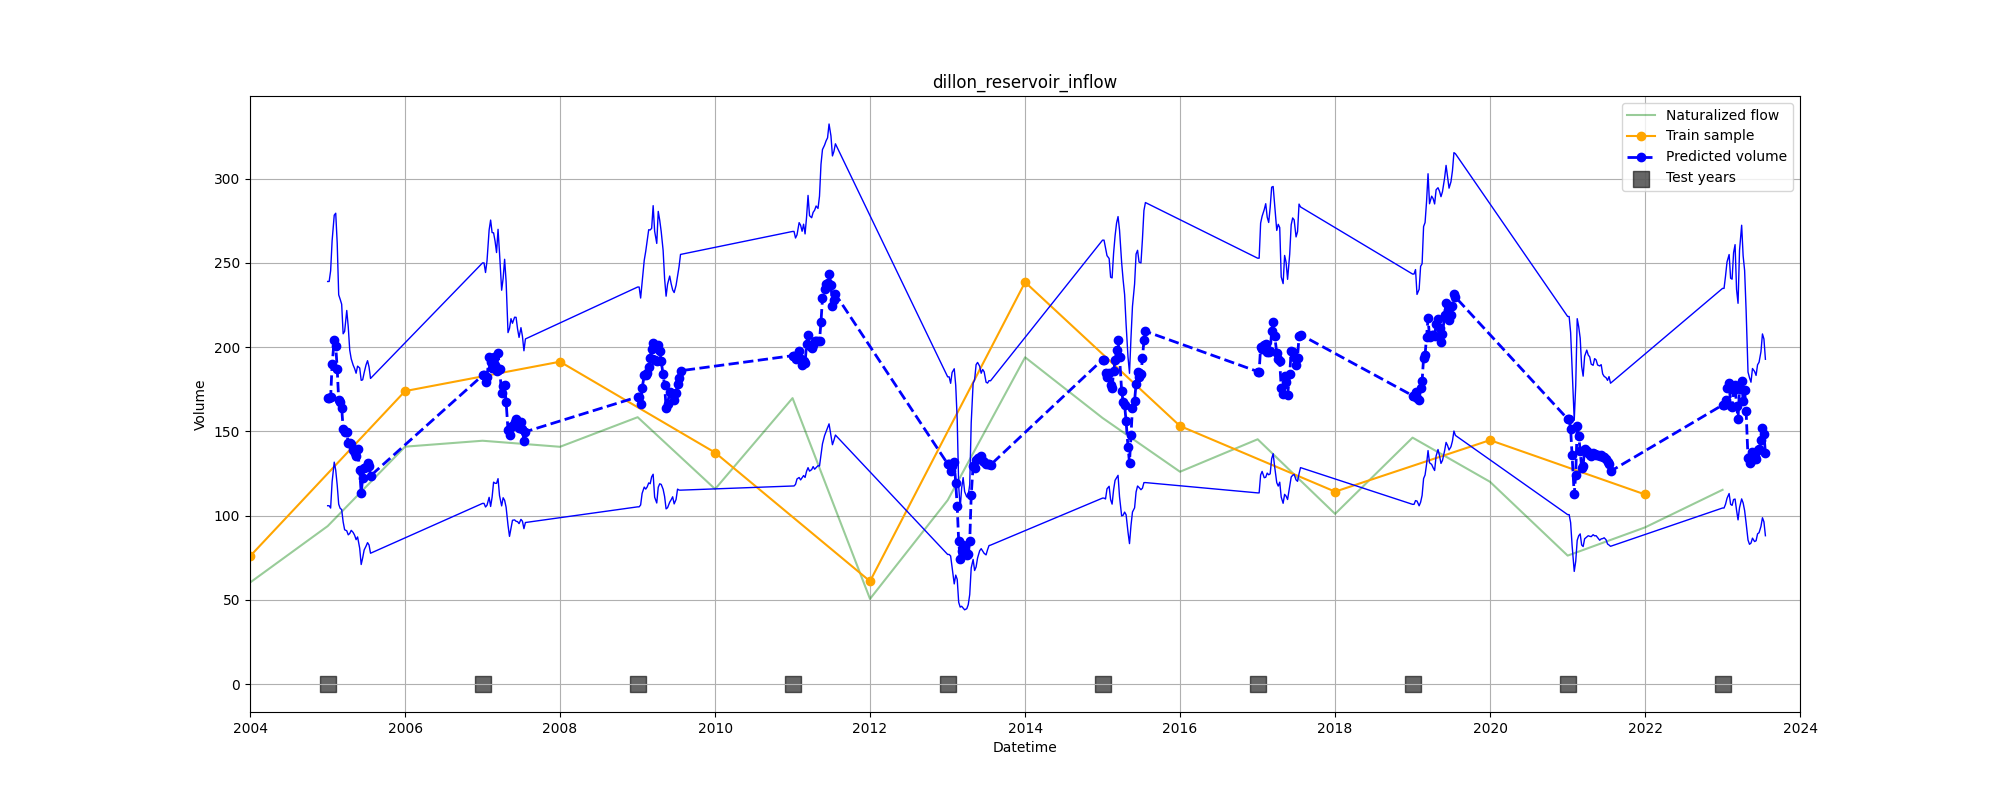 dillon_reservoir_inflow
Naturalized flow
Train sample
Predicted volume
Test years
Volume
300
250
200
150
100
50
0
2004 2006 2008 2010 2012 2014 2016 2018 2020 2022 2024
Datetime